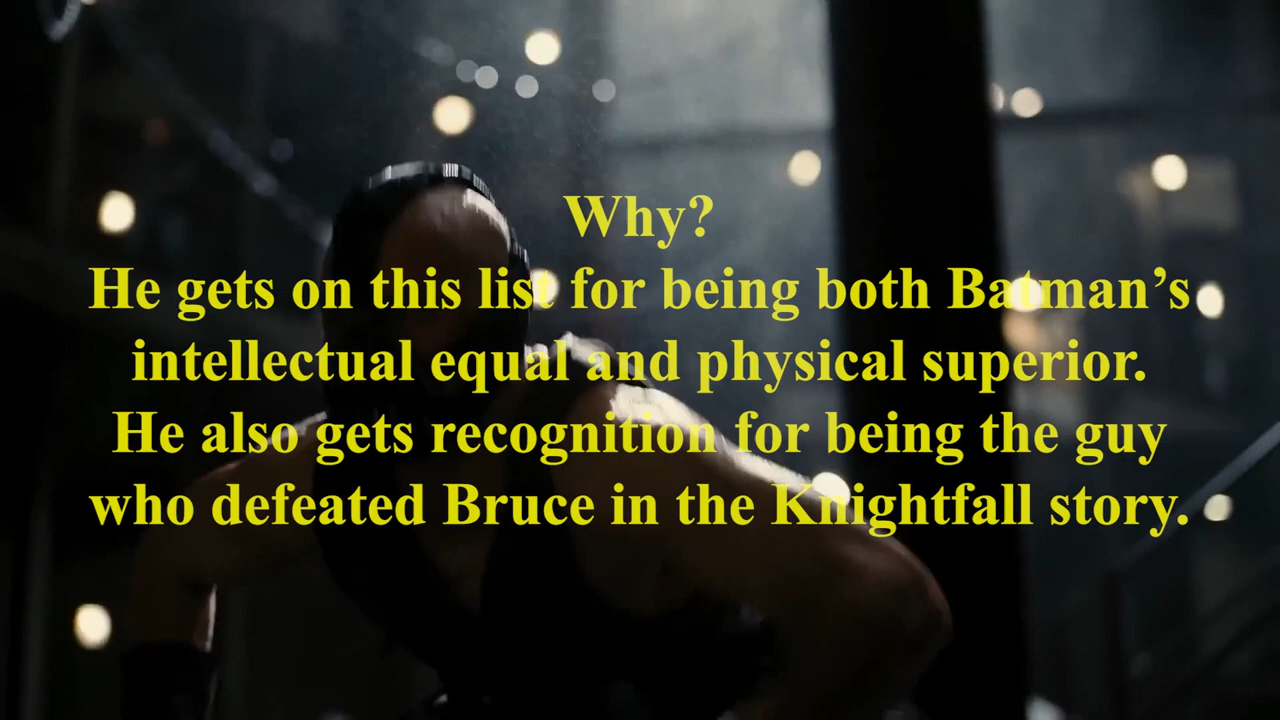 Why?
He gets on this list for being both Batman’s
intellectual equal and physical superior.
He also gets recognition for being the guy
who defeated Bruce in the Knightfall story.